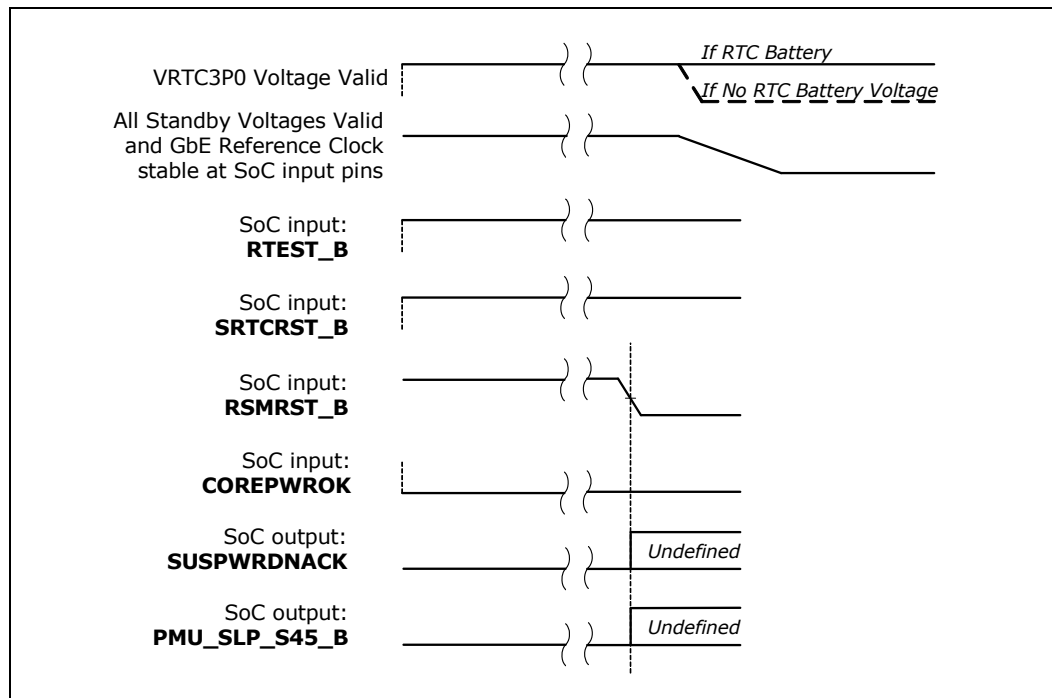 If RTC Battery
VRTC3P0 Voltage Valid
If No RTC Battery Voltage
All Standby Voltages Valid
and GbE Reference Clock
stable at SoC input pins
SoC input:
RTEST_B
SoC input:
SRTCRST_B
SoC input:
RSMRST_B
SoC input:
COREPWROK
SoC output:
SUSPWRDNACK
Undefined
SoC output:
PMU_SLP_S45_B
Undefined